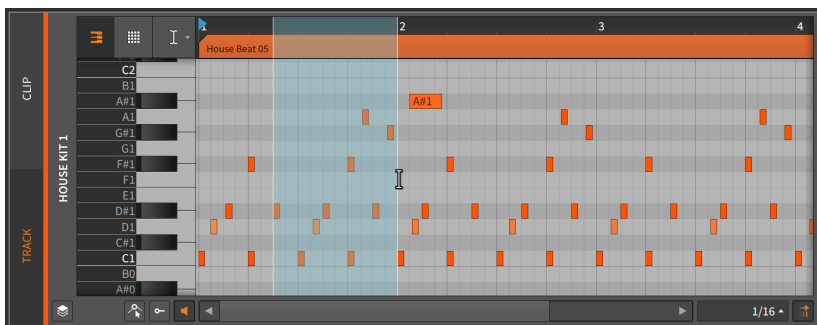 1 2 3 4
House Beat 05
CLIP
TRACK
HOUSE KIT 1
C2
B1
A#1 A#1
A1
G#1
G1
F#1
F1
E1
D#1
D1
C#1
C1
B0
A#0
1/16